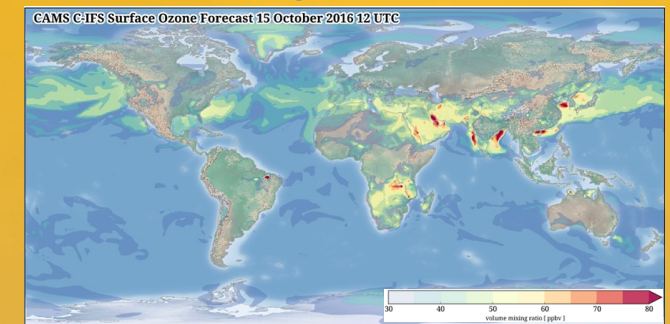 CAMS C-IFS Surface Ozone Forecast 15 October 2016 12 UTC
30 40 50 60 70 80
volume mixing ratio [ ppbv ]